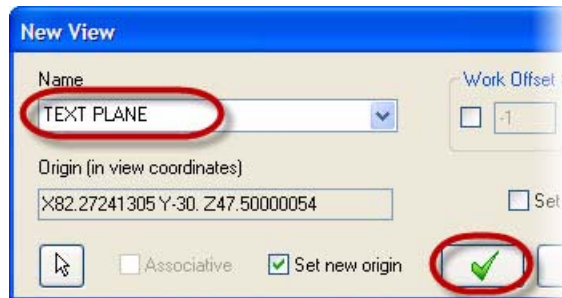 New View
Name
Work Offset
TEXT PLANE
-1
Origin (in view coordinates)
X82.27241305 Y-30. Z47.50000054
Set
Associative
Set new origin